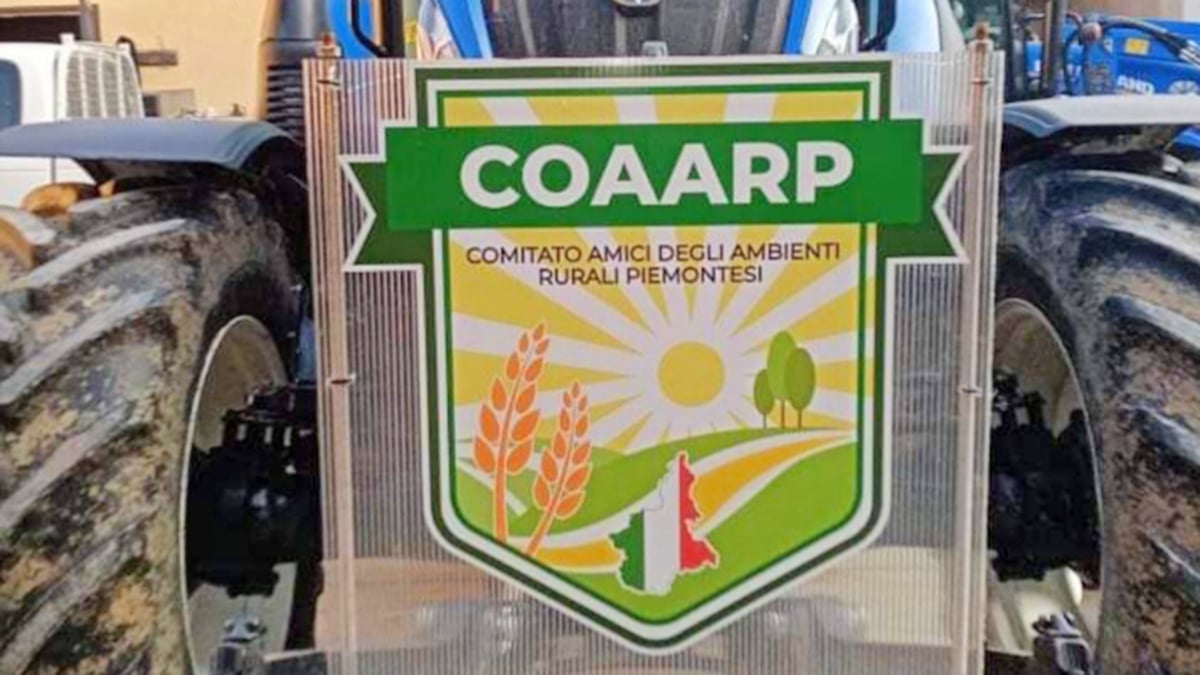 COAARP
COMITATO AMICI DEGLI AMBIENTI
RURALI PIEMONTESI